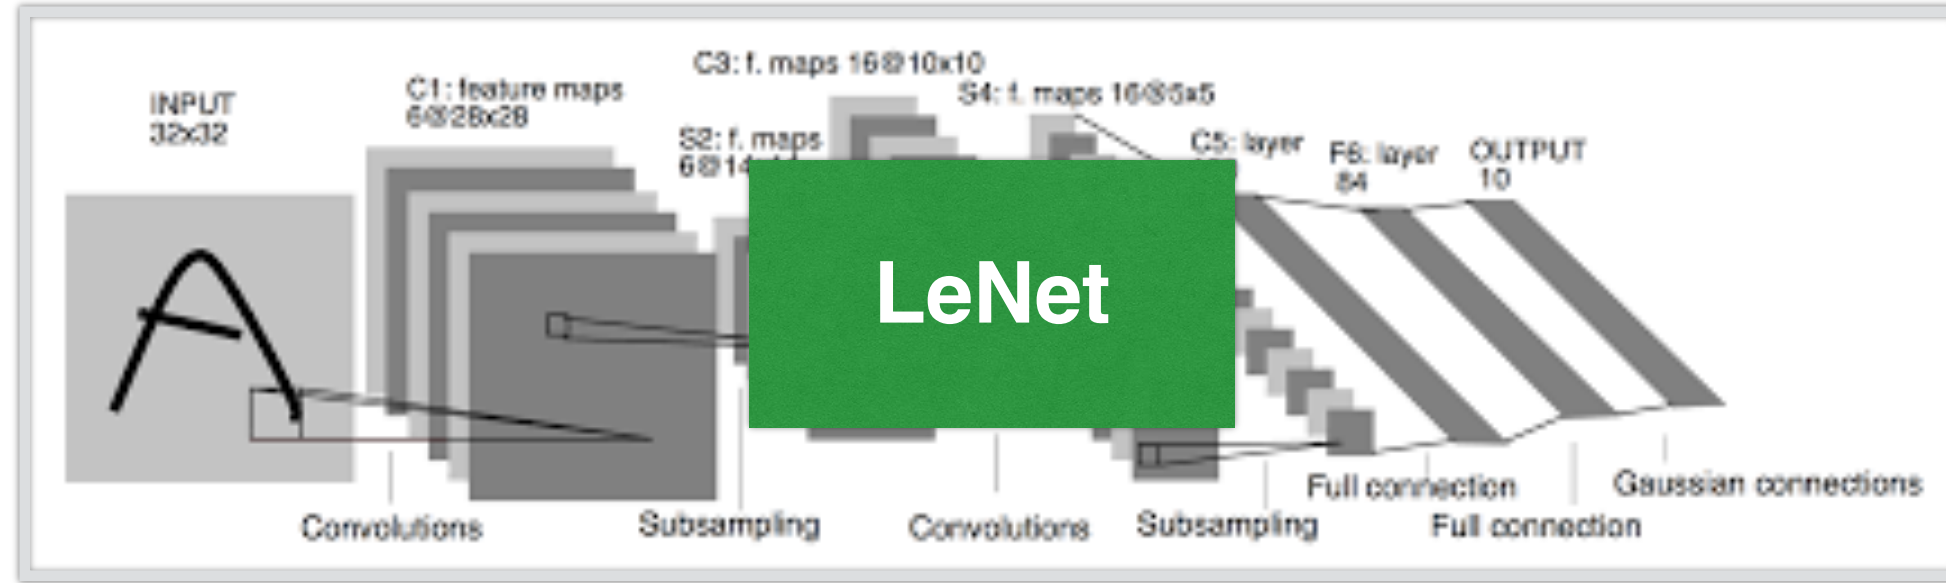 INPUT
32x32
C1: feature maps
6@28x28
C3: f. maps 16@10x10
S2: f. maps
S4: f. maps 16@5x5
C5: layer
F6: layer
84
OUTPUT
10
LeNet
Convolutions
Subsampling
Convolutions
Subsampling
Full connection
Full connection
Gaussian connections